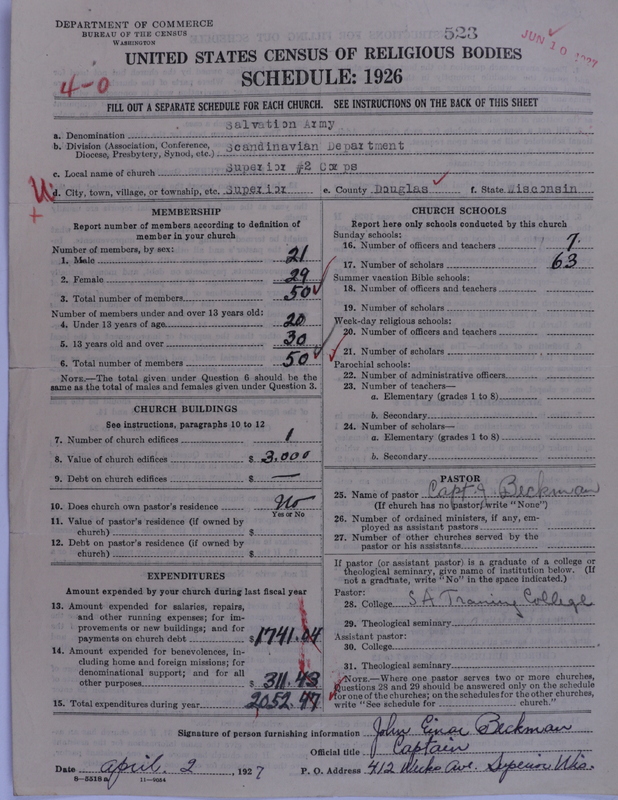 DEPARTMENT OF COMMERCE
BUREAU OF THE CENSUS
WASHINGTON
523
JUN 10 1927
UNITED STATES CENSUS OF RELIGIOUS BODIES
SCHEDULE: 1926
4-0
FILL OUT A SEPARATE SCHEDULE FOR EACH CHURCH. SEE INSTRUCTIONS ON THE BACK OF THIS SHEET
a. Denomination Salvation Army
b. Division (Association, Conference, Diocese, Presbytery, Synod, etc.) Scandinavian Department
c. Local name of church Superior #2 Corps
d. City, town, village, or township, etc. Superior e. County Douglas f. State Wisconsin
MEMBERSHIP
Report number of members according to definition of
member in your church
Number of members, by sex:
1. Male 21
2. Female 29
3. Total number of members 50
Number of members under and over 13 years old:
4. Under 13 years of age 20
5. 13 years old and over 30
6. Total number of members 50
NOTE.—The total given under Question 6 should be
same as the total of males and females given under Question 3.
CHURCH BUILDINGS
See instructions, paragraphs 10 to 12
7. Number of church edifices 1
8. Value of church edifices $ 3.000
9. Debt on church edifices $ —
10. Does church own pastor's residence No
Yes or No
11. Value of pastor's residence (if owned by
church) $
12. Debt on pastor's residence (if owned by
church) $
EXPENDITURES
Amount expended by your church during last fiscal year
13. Amount expended for salaries, repairs,
and other running expenses; for im-
provements or new buildings; and for
payments on church debt $ 1741.04
14. Amount expended for benevolences, in-
cluding home and foreign missions; for
denominational support; and for all
other purposes $ 311.43
15. Total expenditures during year 2052.47
CHURCH SCHOOLS
Report here only schools conducted by this church
Sunday schools:
16. Number of officers and teachers 7.
17. Number of scholars 63
Summer vacation Bible schools:
18. Number of officers and teachers
19. Number of scholars
Week-day religious schools:
20. Number of officers and teachers
21. Number of scholars
Parochial schools:
22. Number of administrative officers
23. Number of teachers—
a. Elementary (grades 1 to 8)
b. Secondary
24. Number of scholars—
a. Elementary (grades 1 to 8)
b. Secondary
PASTOR
25. Name of pastor Capt J Beckman
(If church has no pastor, write "None")
26. Number of ordained ministers, if any, em-
ployed as assistant pastors
27. Number of other churches served by the
pastor or his assistants
If pastor (or assistant pastor) is a graduate of a college or
theological seminary, give name of institution below. (If
not a gradnate, write "No" in the space indicated.)
Pastor:
28. College SA Training College
29. Theological seminary
Assistant pastor:
30. College
31. Theological seminary
NOTE.—Where one pastor serves two or more churches,
Questions 28 and 29 should be answered only on the schedule
for one of the churches; on the schedules for the other churches,
write "See schedule for church."
Signature of person furnishing information John Einar Beckman
Official title Captain
Date April 2, 1927 P. O. Address 412 Weeks Ave. Superior Wis.
8—5518a 11—9054